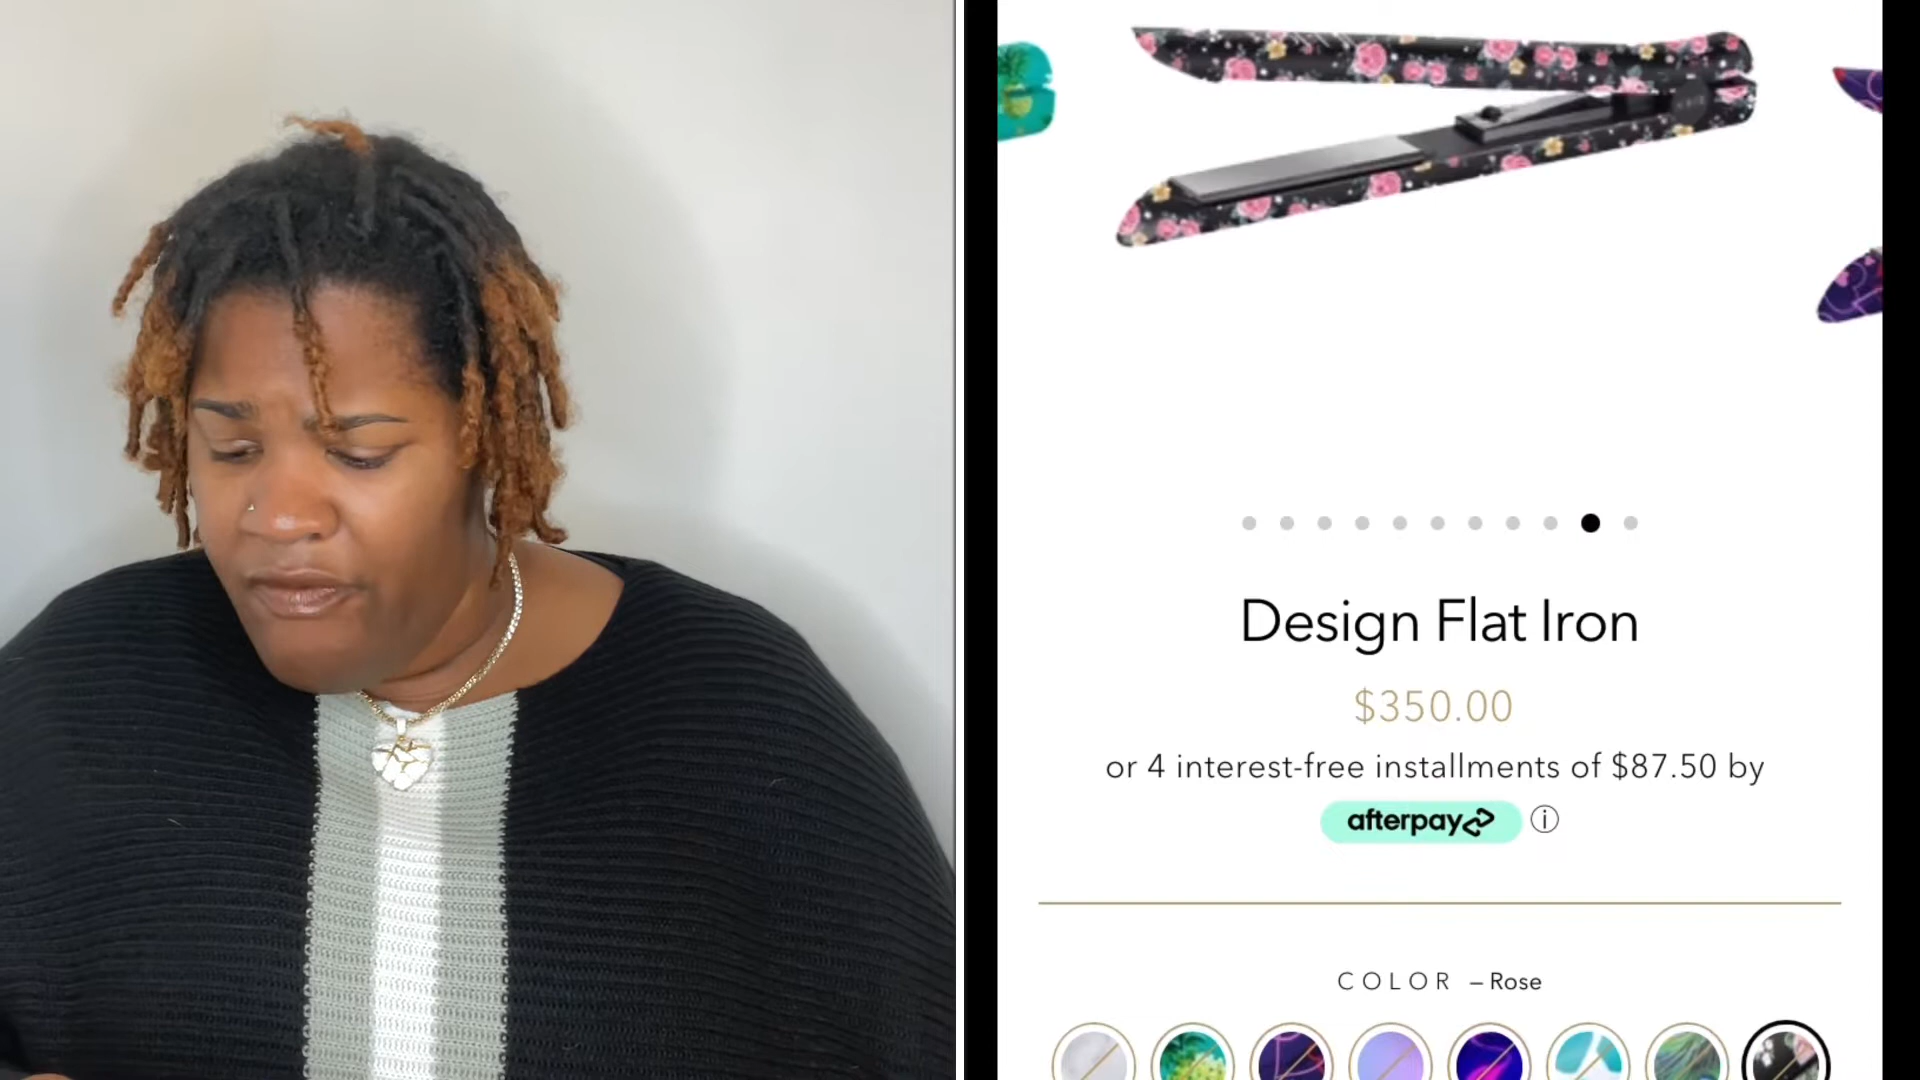 Design Flat Iron
$350.00
or 4 interest-free installments of $87.50 by
afterpay
COLOR – Rose